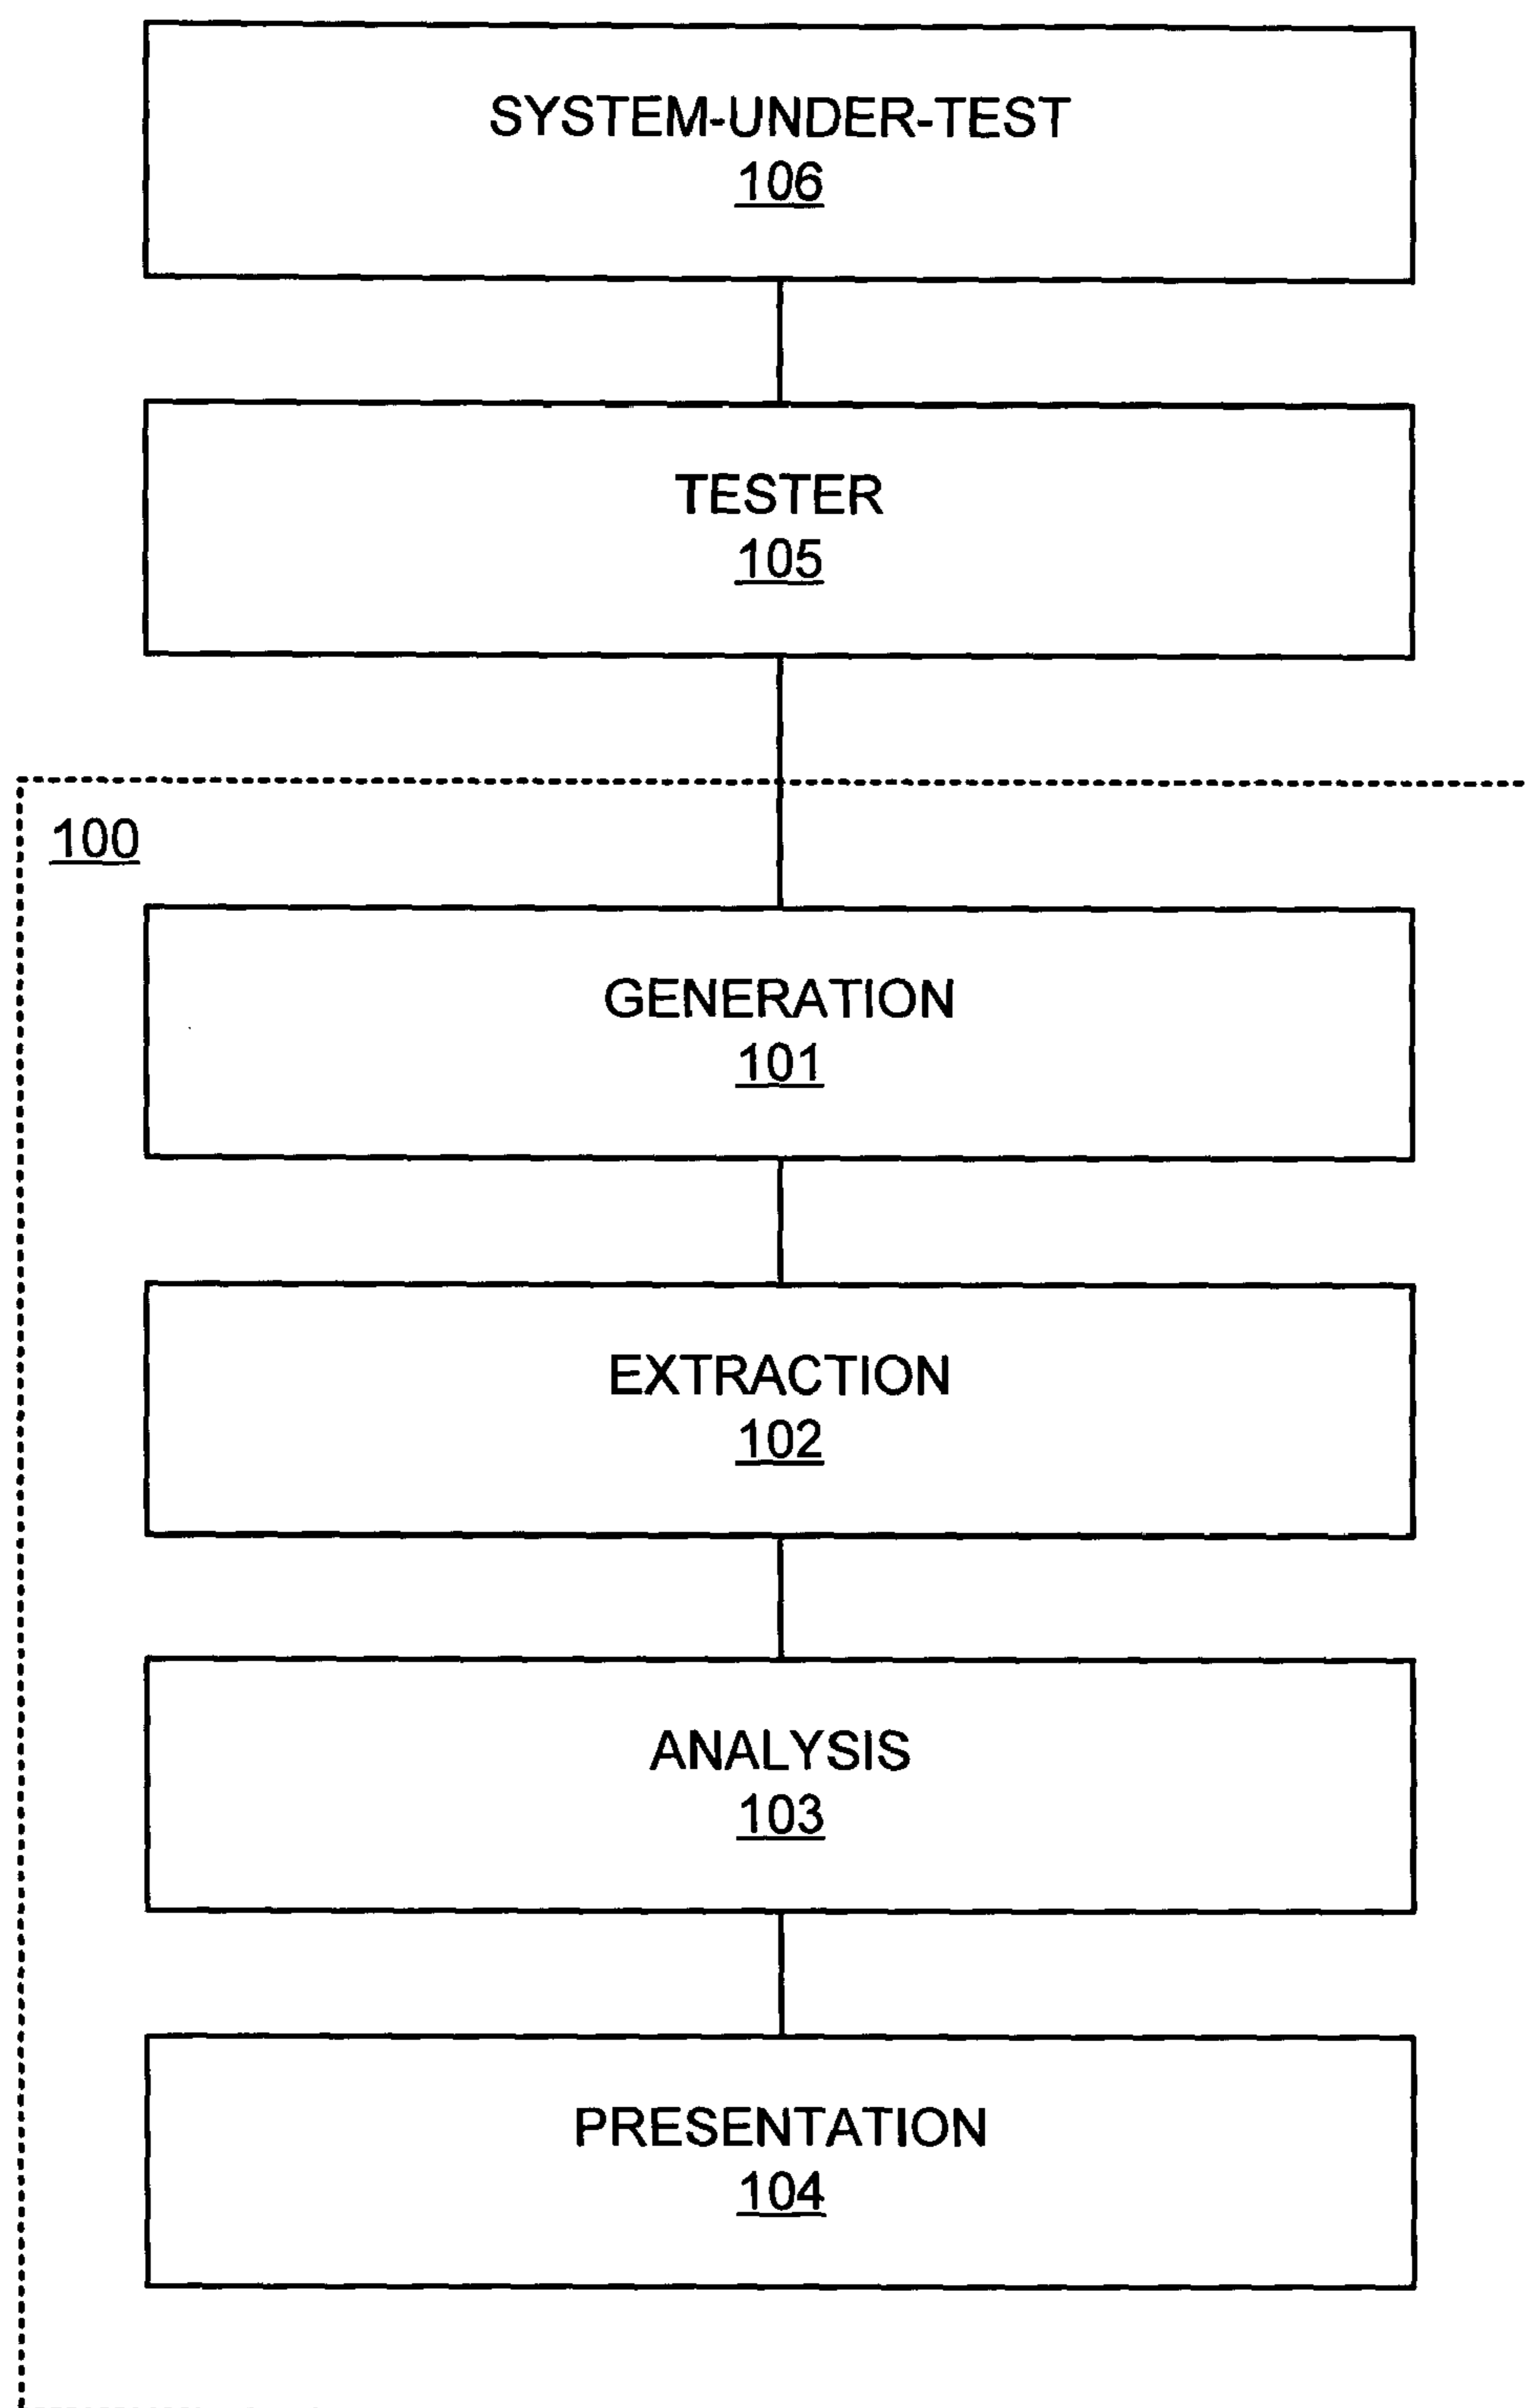 SYSTEM-UNDER-TEST
106
TESTER
105
100
GENERATION
101
EXTRACTION
102
ANALYSIS
103
PRESENTATION
104